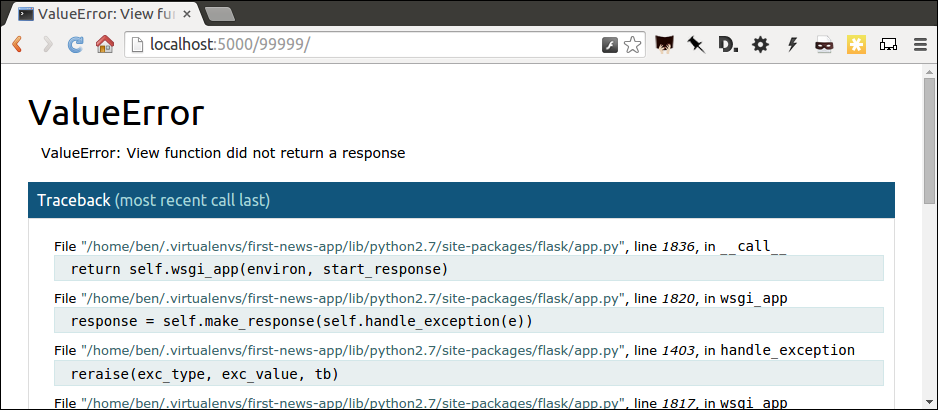 ValueError: View fu
localhost:5000/99999/
ValueError
ValueError: View function did not return a response
Traceback (most recent call last)
File "/home/ben/.virtualenvs/first-news-app/lib/python2.7/site-packages/flask/app.py", line 1836, in __call__
return self.wsgi_app(environ, start_response)
File "/home/ben/.virtualenvs/first-news-app/lib/python2.7/site-packages/flask/app.py", line 1820, in wsgi_app
response = self.make_response(self.handle_exception(e))
File "/home/ben/.virtualenvs/first-news-app/lib/python2.7/site-packages/flask/app.py", line 1403, in handle_exception
reraise(exc_type, exc_value, tb)
File "/home/ben/.virtualenvs/first-news-app/lib/python2.7/site-packages/flask/app.py", line 1817, in wsgi_app